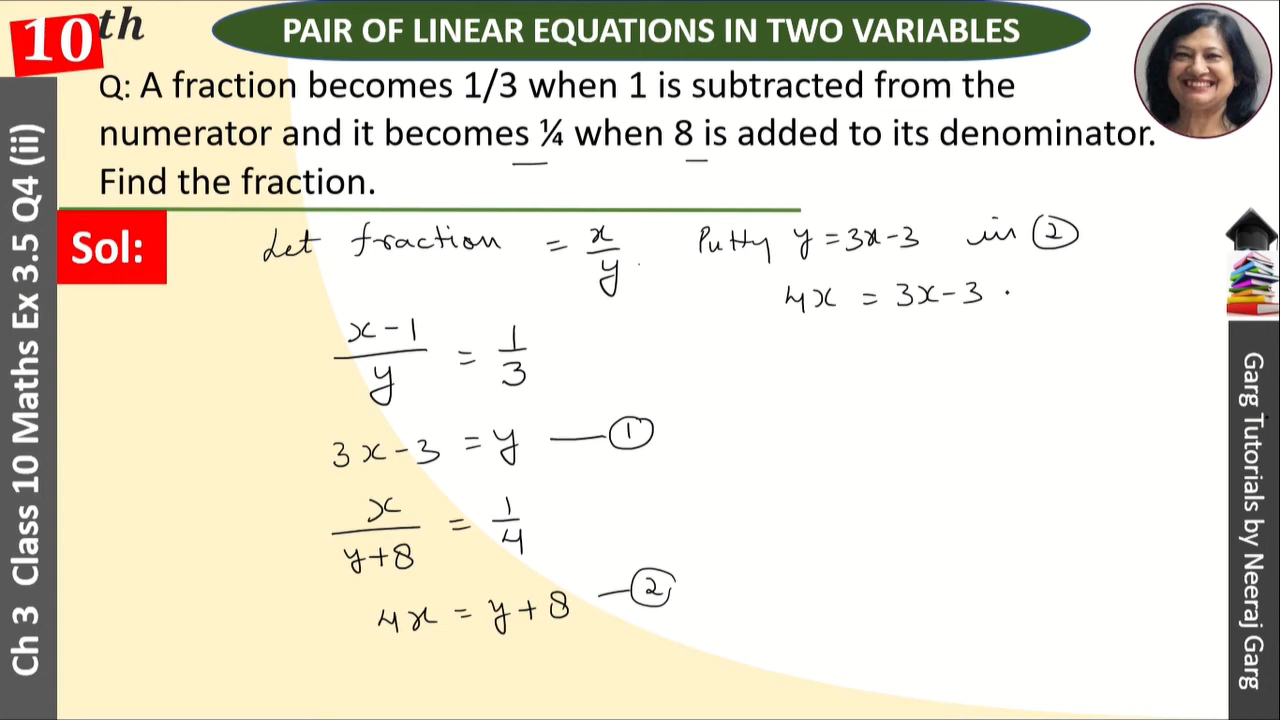 10th
PAIR OF LINEAR EQUATIONS IN TWO VARIABLES
Q: A fraction becomes 1/3 when 1 is subtracted from the
numerator and it becomes ¼ when 8 is added to its denominator.
Find the fraction.
Sol:
Let fraction = x/y
x-1/y = 1/3
3x-3 = y —①
x/y+8 = 1/4
4x = y+8 —②
Putty y = 3x-3 in ②
4x = 3x-3 .
Ch 3 Class 10 Maths Ex 3.5 Q4 (ii)
Garg Tutorials by Neeraj Garg